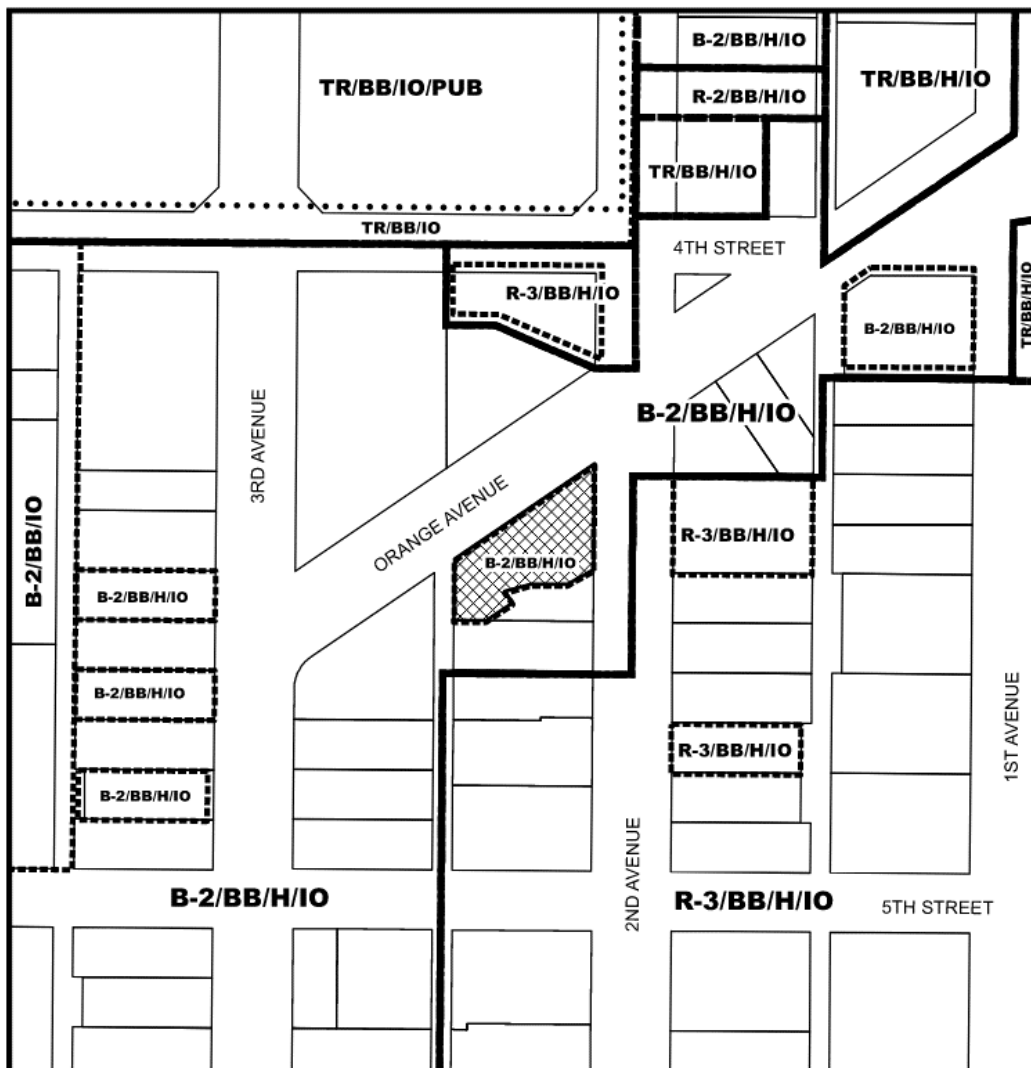 B-2/BB/H/IO
TR/BB/IO/PUB
TR/BB/H/IO
R-2/BB/H/IO
TR/BB/H/IO
TR/BB/IO
4TH STREET
R-3/BB/H/IO
TR/BB/H/IO
B-2/BB/H/IO
B-2/BB/H/IO
3RD AVENUE
ORANGE AVENUE
B-2/BB/IO
R-3/BB/H/IO
B-2/BB/H/IO
B-2/BB/H/IO
B-2/BB/H/IO
1ST AVENUE
R-3/BB/H/IO
B-2/BB/H/IO
2ND AVENUE
B-2/BB/H/IO
R-3/BB/H/IO
5TH STREET